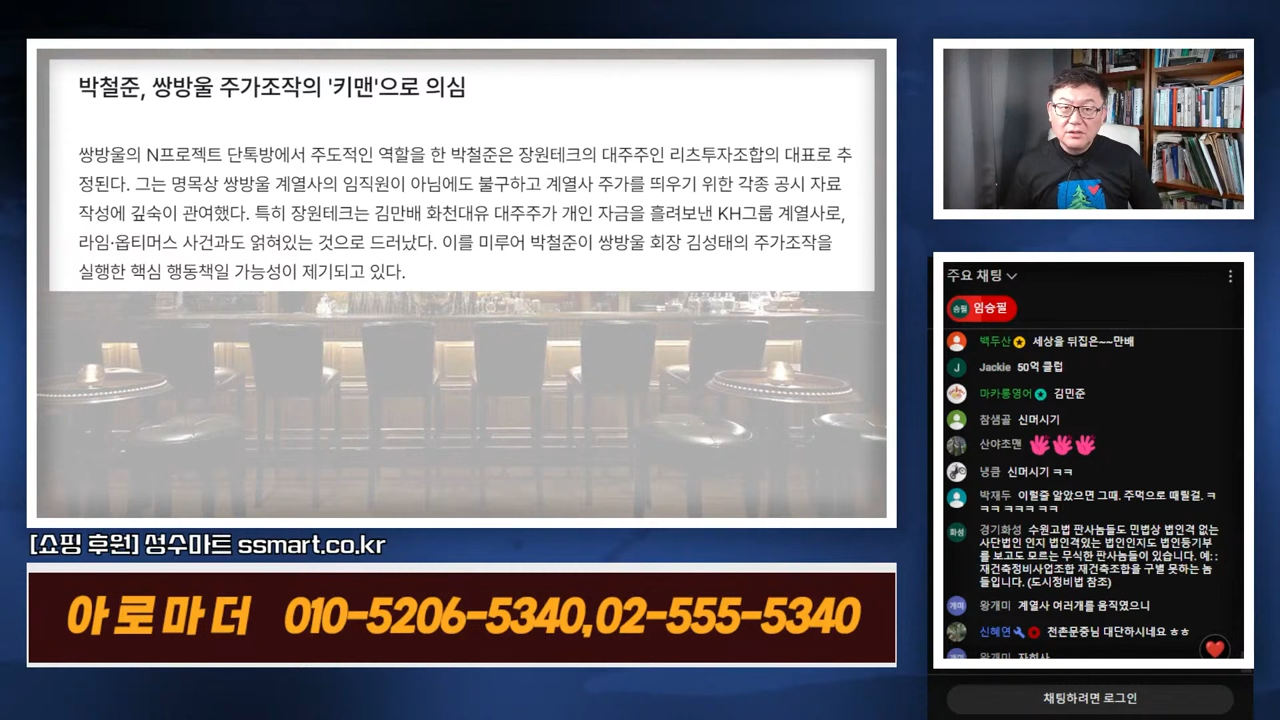 박철준, 쌍방울 주가조작의 '키맨'으로 의심
쌍방울의 N프로젝트 단톡방에서 주도적인 역할을 한 박철준은 장원테크의 대주주인 리츠투자조합의 대표로 추
정된다. 그는 명목상 쌍방울 계열사의 임직원이 아님에도 불구하고 계열사 주가를 띄우기 위한 각종 공시 자료
작성에 깊숙이 관여했다. 특히 장원테크는 김만배 화천대유 대주주가 개인 자금을 흘려보낸 KH그룹 계열사로,
라임·옵티머스 사건과도 얽혀있는 것으로 드러났다. 이를 미루어 박철준이 쌍방울 회장 김성태의 주가조작을
실행한 핵심 행동책일 가능성이 제기되고 있다.
[쇼핑 후원] 성수마트 ssmart.co.kr
아로마더 010-5206-5340,02-555-5340
주요 채팅
승필 임승필
백두산 세상을 뒤집은~~만배
J Jackie 50억 클럽
마카롱영어 김민준
참샘골 신머시기
산야초맨
냉큼 신머시기 ㅋㅋ
박재두 이럴줄 알았으면 그때. 주먹으로 때릴걸. ㅋ
ㅋㅋ ㅋㅋㅋ ㅋㅋ
화성 경기화성 수원고법 판사놈들도 민법상 법인격 없는
사단법인 인지 법인격있는 법인인지도 법인등기부
를 보고도 모르는 무식한 판사놈들이 있습니다. 예::
재건축정비사업조합 재건축조합을 구별 못하는 놈
들입니다. (도시정비법 참조)
개미 왕개미 계열사 여러개를 움직였으니
신혜연 전촌문중님 대단하시네요 ㅎㅎ
개미 왕개미 자회사
채팅하려면 로그인